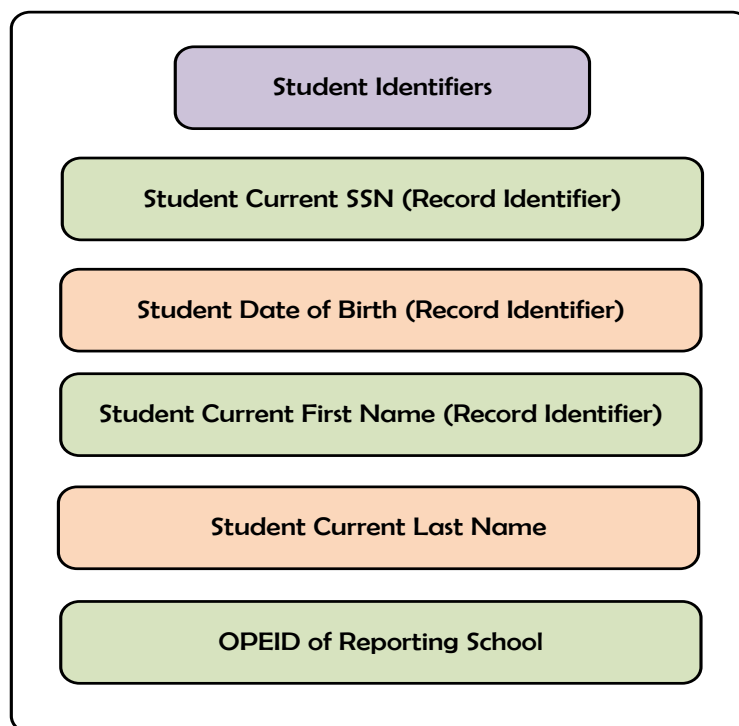 Student Identifiers
Student Current SSN (Record Identifier)
Student Date of Birth (Record Identifier)
Student Current First Name (Record Identifier)
Student Current Last Name
OPEID of Reporting School